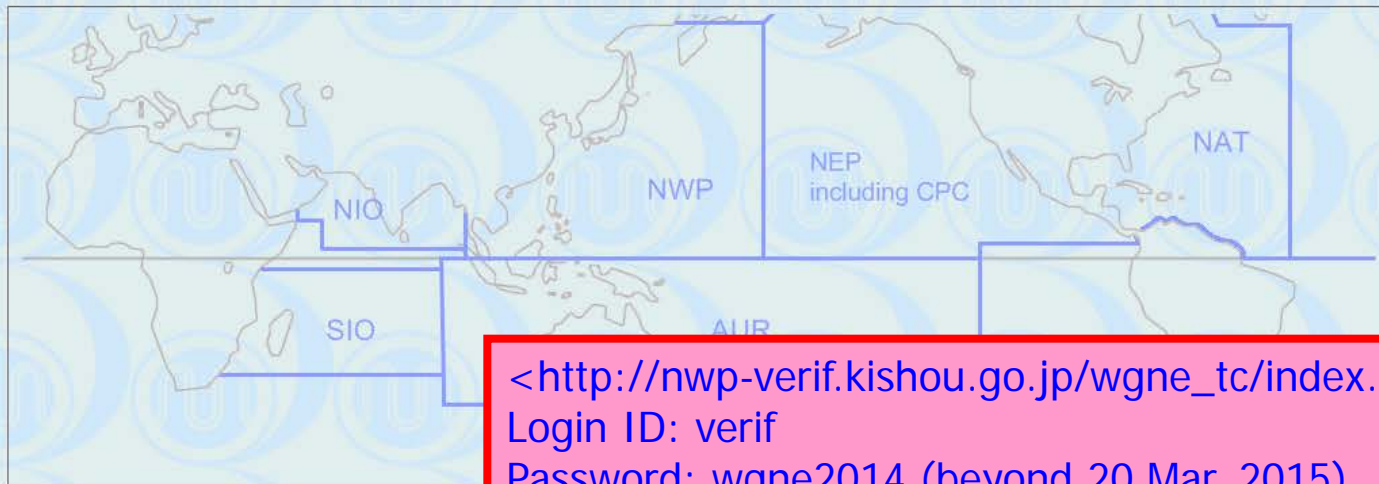 NAT
NEP
NWP
including CPC
NIO
SIO
AUR
<http://nwp-verif.kishou.go.jp/wgne_tc/index.
Login ID: verif
Password: wgne2014 (beyond 20 Mar. 2015)